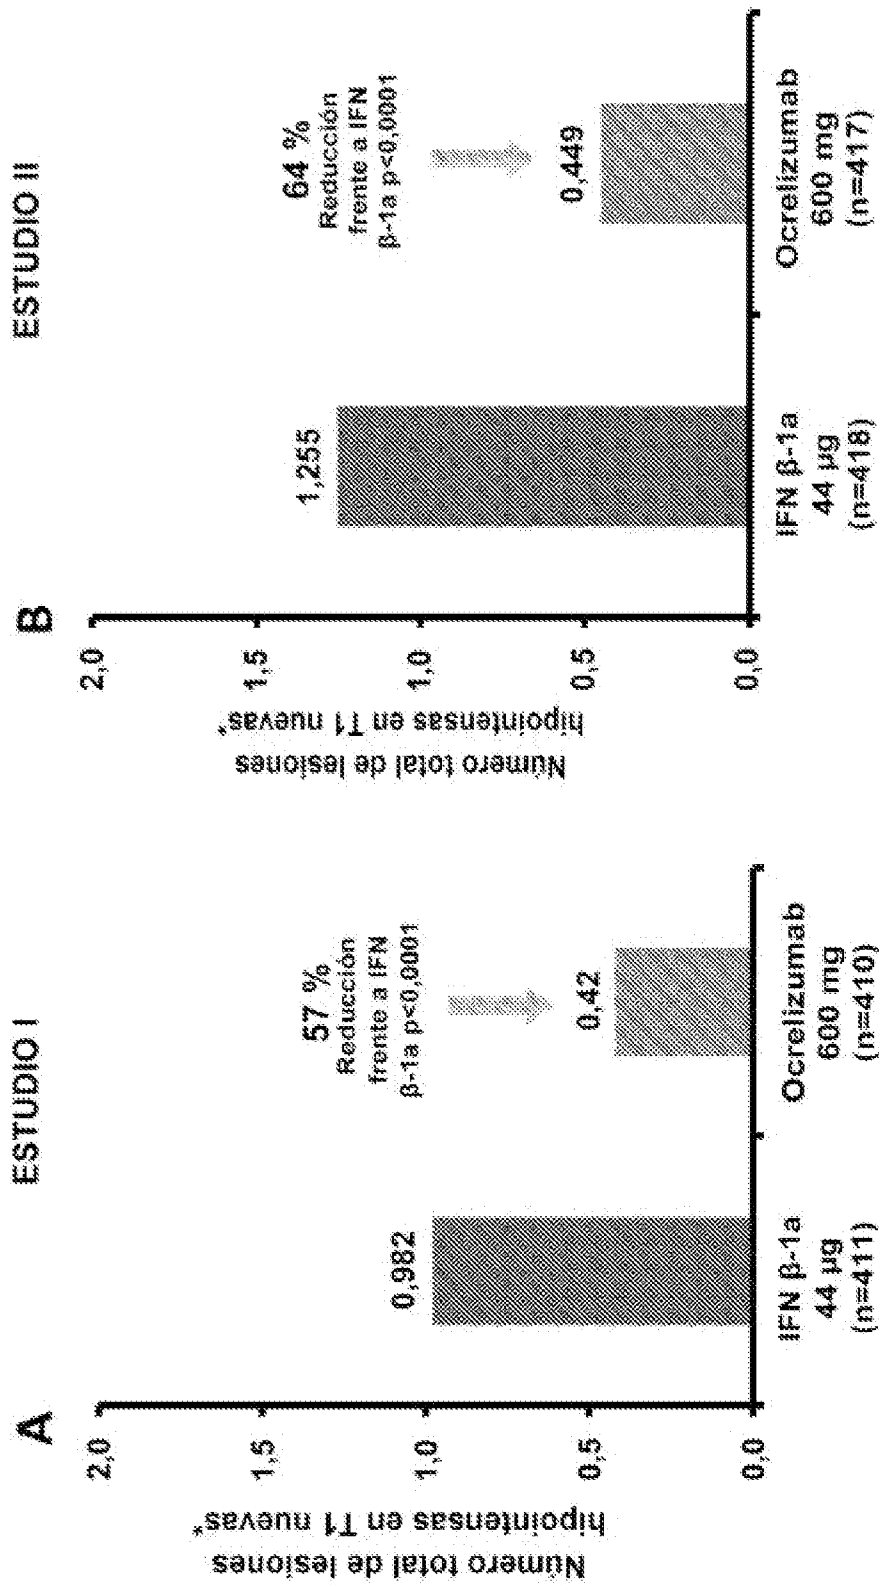 A
ESTUDIO I
Número total de lesiones
hipointensas en T1 nuevas*
2,0
1,5
1,0
0,5
0,0
0,982
57 %
Reducción
frente a IFN
β-1a p<0,0001
0,42
IFN β-1a
44 µg
(n=411)
Ocrelizumab
600 mg
(n=410)
B
ESTUDIO II
Número total de lesiones
hipointensas en T1 nuevas*
2,0
1,5
1,0
0,5
0,0
1,255
64 %
Reducción
frente a IFN
β-1a p<0,0001
0,449
IFN β-1a
44 µg
(n=418)
Ocrelizumab
600 mg
(n=417)